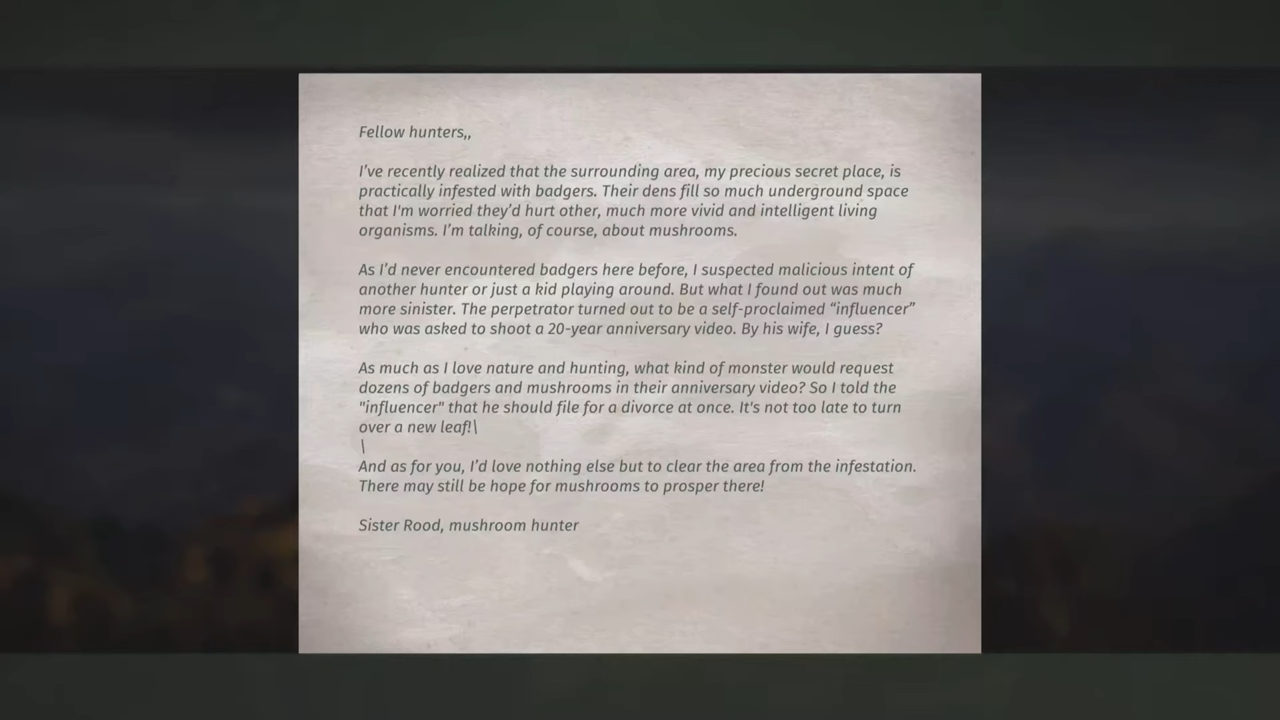 Fellow hunters,,
I’ve recently realized that the surrounding area, my precious secret place, is
practically infested with badgers. Their dens fill so much underground space
that I'm worried they’d hurt other, much more vivid and intelligent living
organisms. I’m talking, of course, about mushrooms.
As I’d never encountered badgers here before, I suspected malicious intent of
another hunter or just a kid playing around. But what I found out was much
more sinister. The perpetrator turned out to be a self-proclaimed “influencer”
who was asked to shoot a 20-year anniversary video. By his wife, I guess?
As much as I love nature and hunting, what kind of monster would request
dozens of badgers and mushrooms in their anniversary video? So I told the
"influencer" that he should file for a divorce at once. It's not too late to turn
over a new leaf!\
\
And as for you, I’d love nothing else but to clear the area from the infestation.
There may still be hope for mushrooms to prosper there!
Sister Rood, mushroom hunter